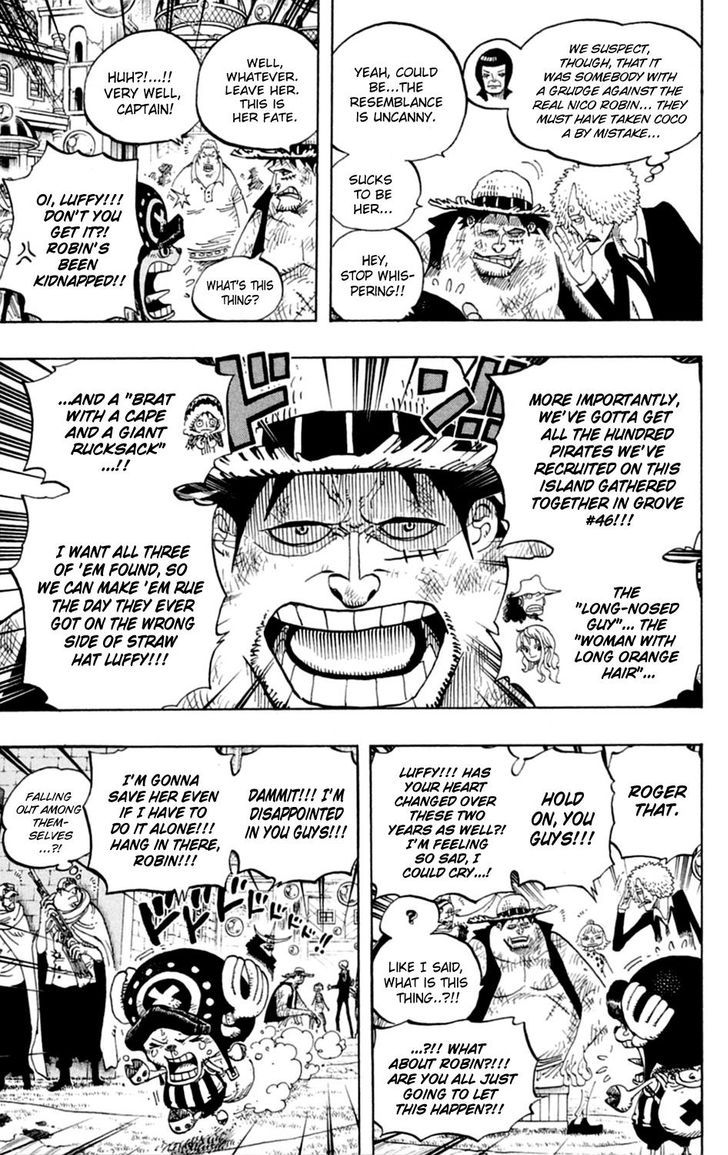 WE SUSPECT,
THOUGH, THAT IT
WAS SOMEBODY WITH
A GRUDGE AGAINST THE
REAL NICO ROBIN... THEY
MUST HAVE TAKEN COCO
A BY MISTAKE...
YEAH, COULD
BE...THE
RESEMBLANCE
IS UNCANNY.
SUCKS
TO BE
HER...
HEY,
STOP WHIS-
PERING!!
WELL,
WHATEVER.
LEAVE HER.
THIS IS
HER FATE.
HUH?!...!!
VERY WELL,
CAPTAIN!
OI, LUFFY!!!
DON'T YOU
GET IT?!
ROBIN'S
BEEN
KIDNAPPED!!
WHAT'S THIS
THING?
MORE IMPORTANTLY,
WE'VE GOTTA GET
ALL THE HUNDRED
PIRATES WE'VE
RECRUITED ON THIS
ISLAND GATHERED
TOGETHER IN GROVE
#46!!!
THE
"LONG-NOSED
GUY"... THE
"WOMAN WITH
LONG ORANGE
HAIR"...
...AND A "BRAT
WITH A CAPE
AND A GIANT
RUCKSACK"
...!!
I WANT ALL THREE
OF 'EM FOUND, SO
WE CAN MAKE 'EM RUE
THE DAY THEY EVER
GOT ON THE WRONG
SIDE OF STRAW
HAT LUFFY!!!
ドン
ROGER
THAT.
HOLD
ON, YOU
GUYS!!!
LUFFY!!! HAS
YOUR HEART
CHANGED OVER
THESE TWO
YEARS AS WELL?!
I'M FEELING
SO SAD, I
COULD CRY...!
?
LIKE I SAID,
WHAT IS THIS
THING..?!!
...?!! WHAT
ABOUT ROBIN?!!!
ARE YOU ALL JUST
GOING TO LET
THIS HAPPEN?!!
DAMMIT!!! I'M
DISAPPOINTED
IN YOU GUYS!!!
I'M GONNA
SAVE HER EVEN
IF I HAVE TO
DO IT ALONE!!!
HANG IN THERE,
ROBIN!!!
FALLING
OUT AMONG
THEM-
SELVES
...?!
ドドドドドド!!